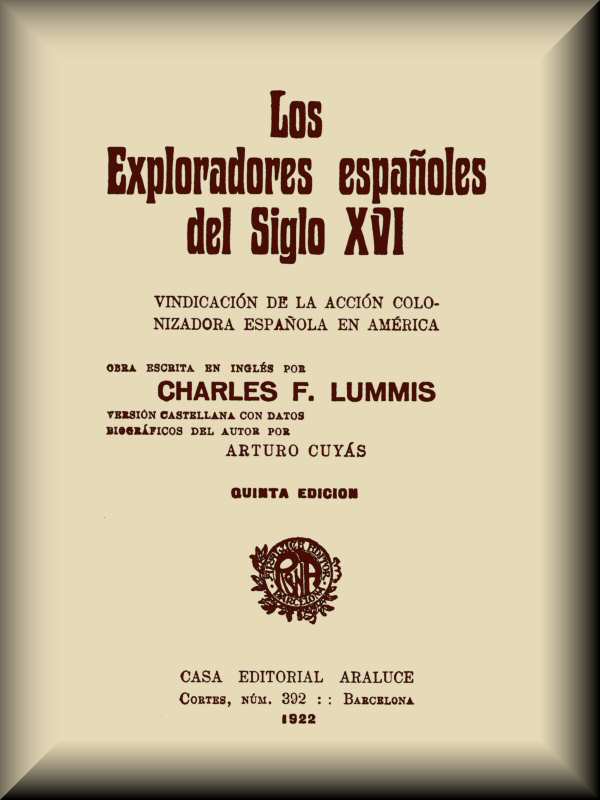 Los
Exploradores españoles
del Siglo XVI
VINDICACIÓN DE LA ACCIÓN COLO-
NIZADORA ESPAÑOLA EN AMÉRICA
OBRA ESCRITA EN INGLÉS POR
CHARLES F. LUMMIS
VERSIÓN CASTELLANA CON DATOS
BIOGRÁFICOS DEL AUTOR POR
ARTURO CUYÁS
QUINTA EDICION
BARCELONA
CASA EDITORIAL ARALUCE
CORTES, NÚM. 392 :: BARCELONA
1922